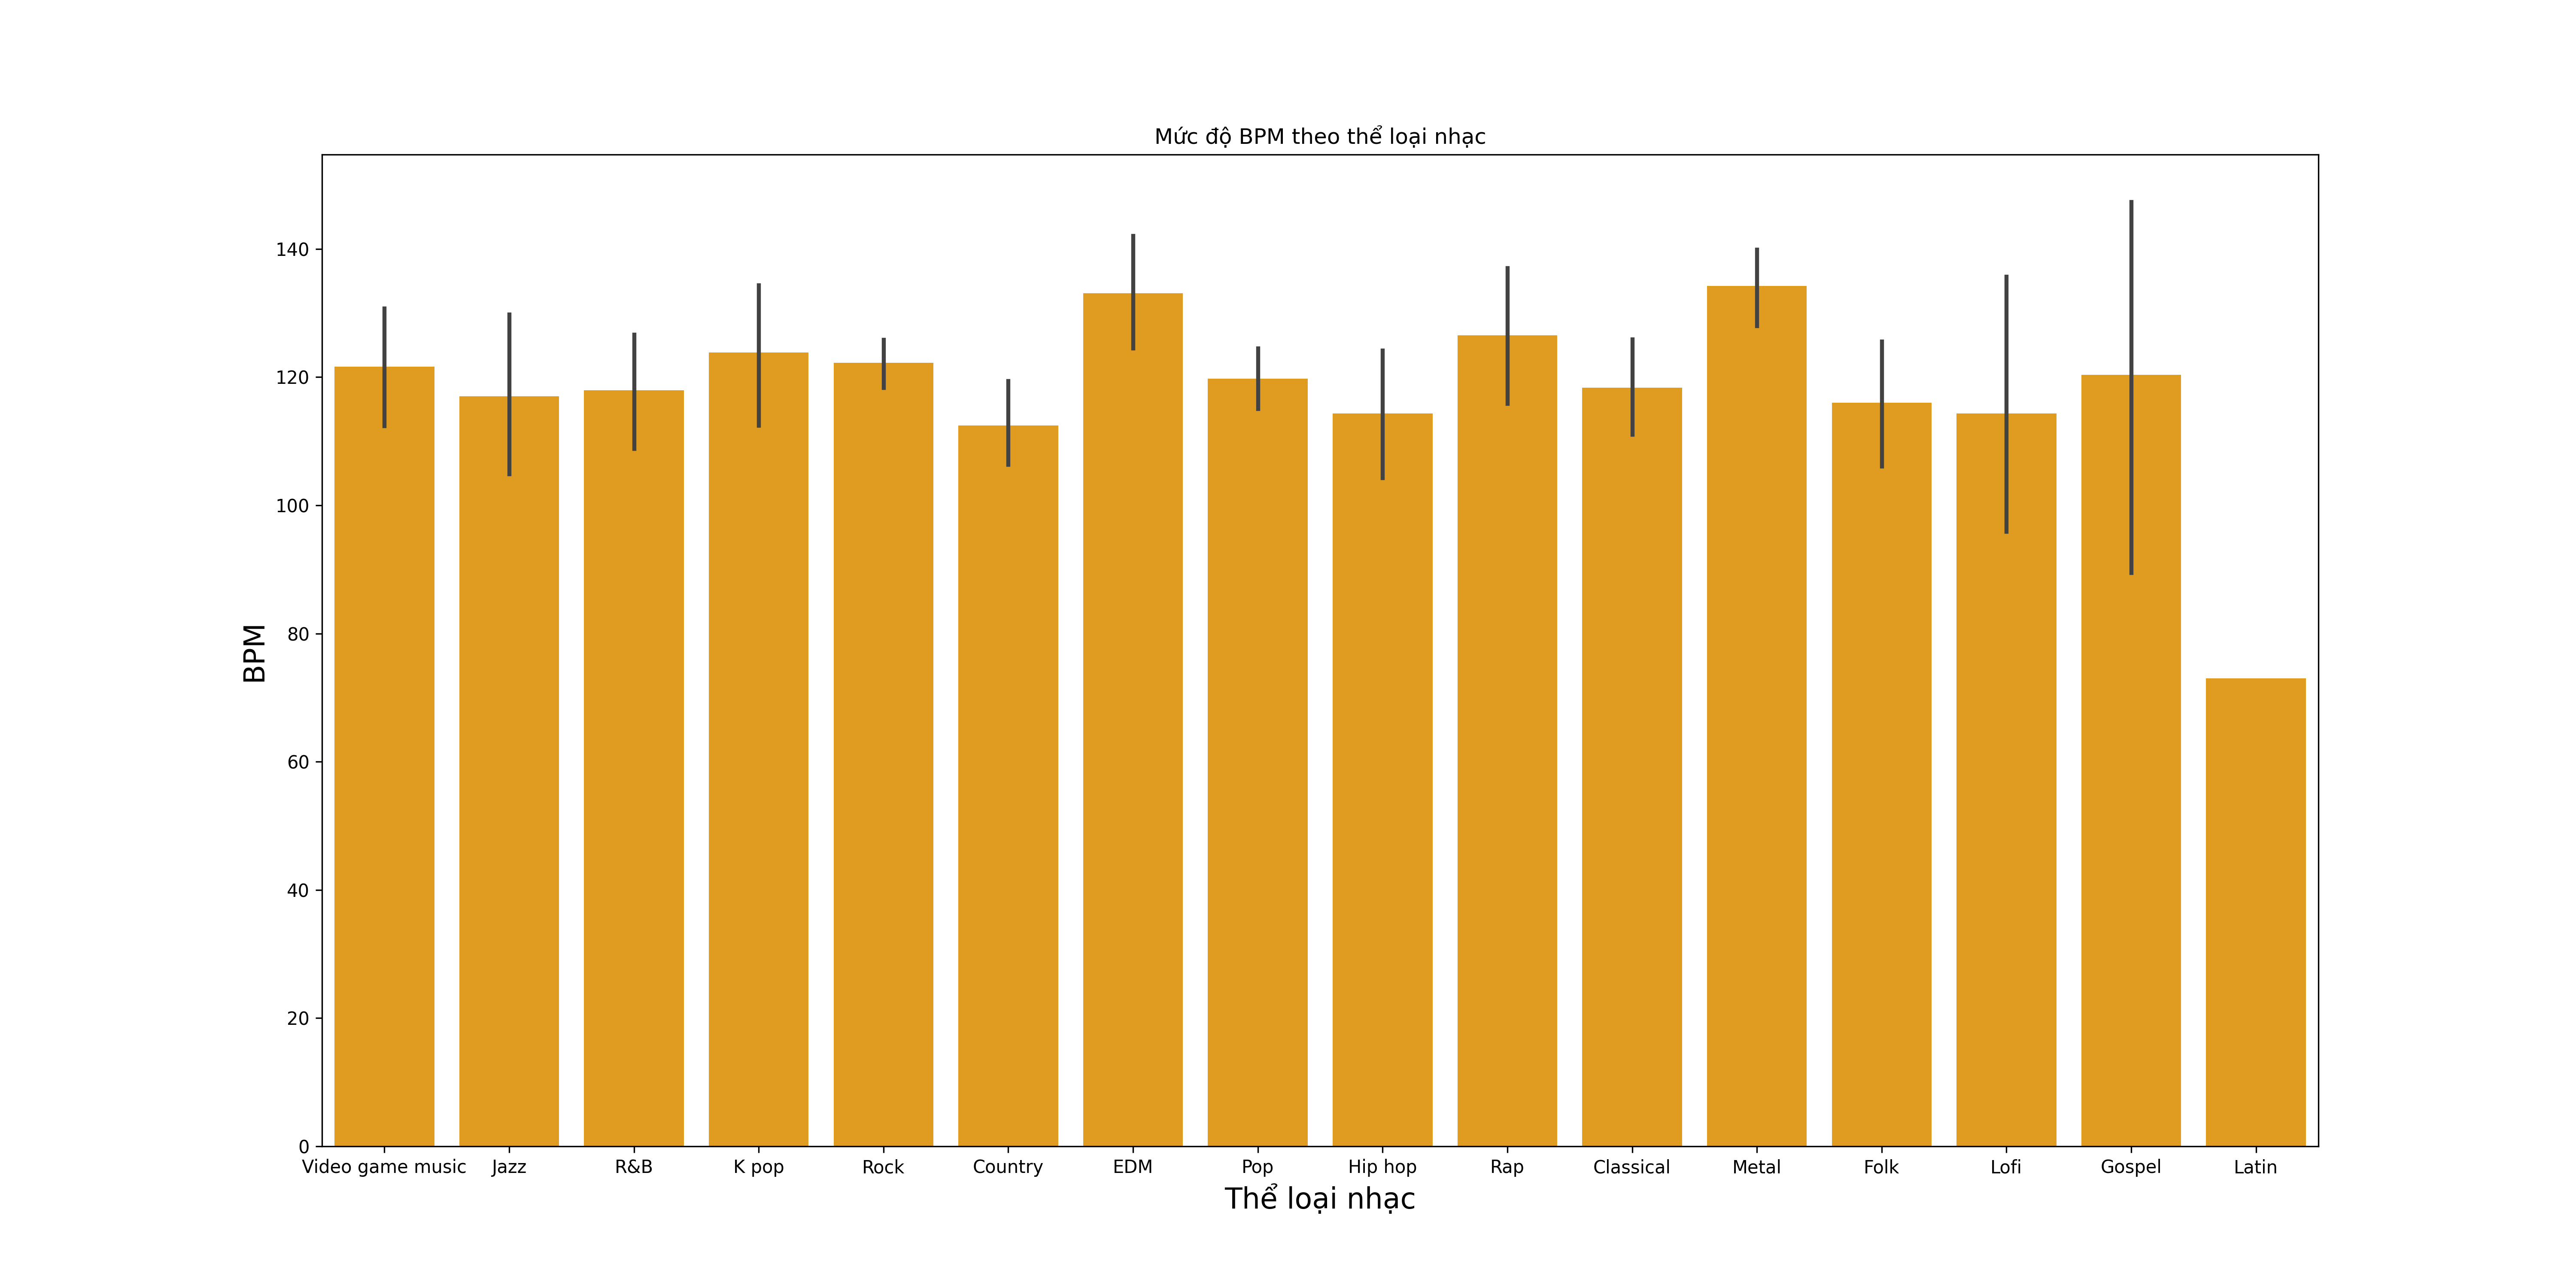 Mức độ BPM theo thể loại nhạc
140
120
100
80
60
40
20
0
BPM
Video game music Jazz R&B K pop Rock Country EDM Pop Hip hop Rap Classical Metal Folk Lofi Gospel Latin
Thể loại nhạc